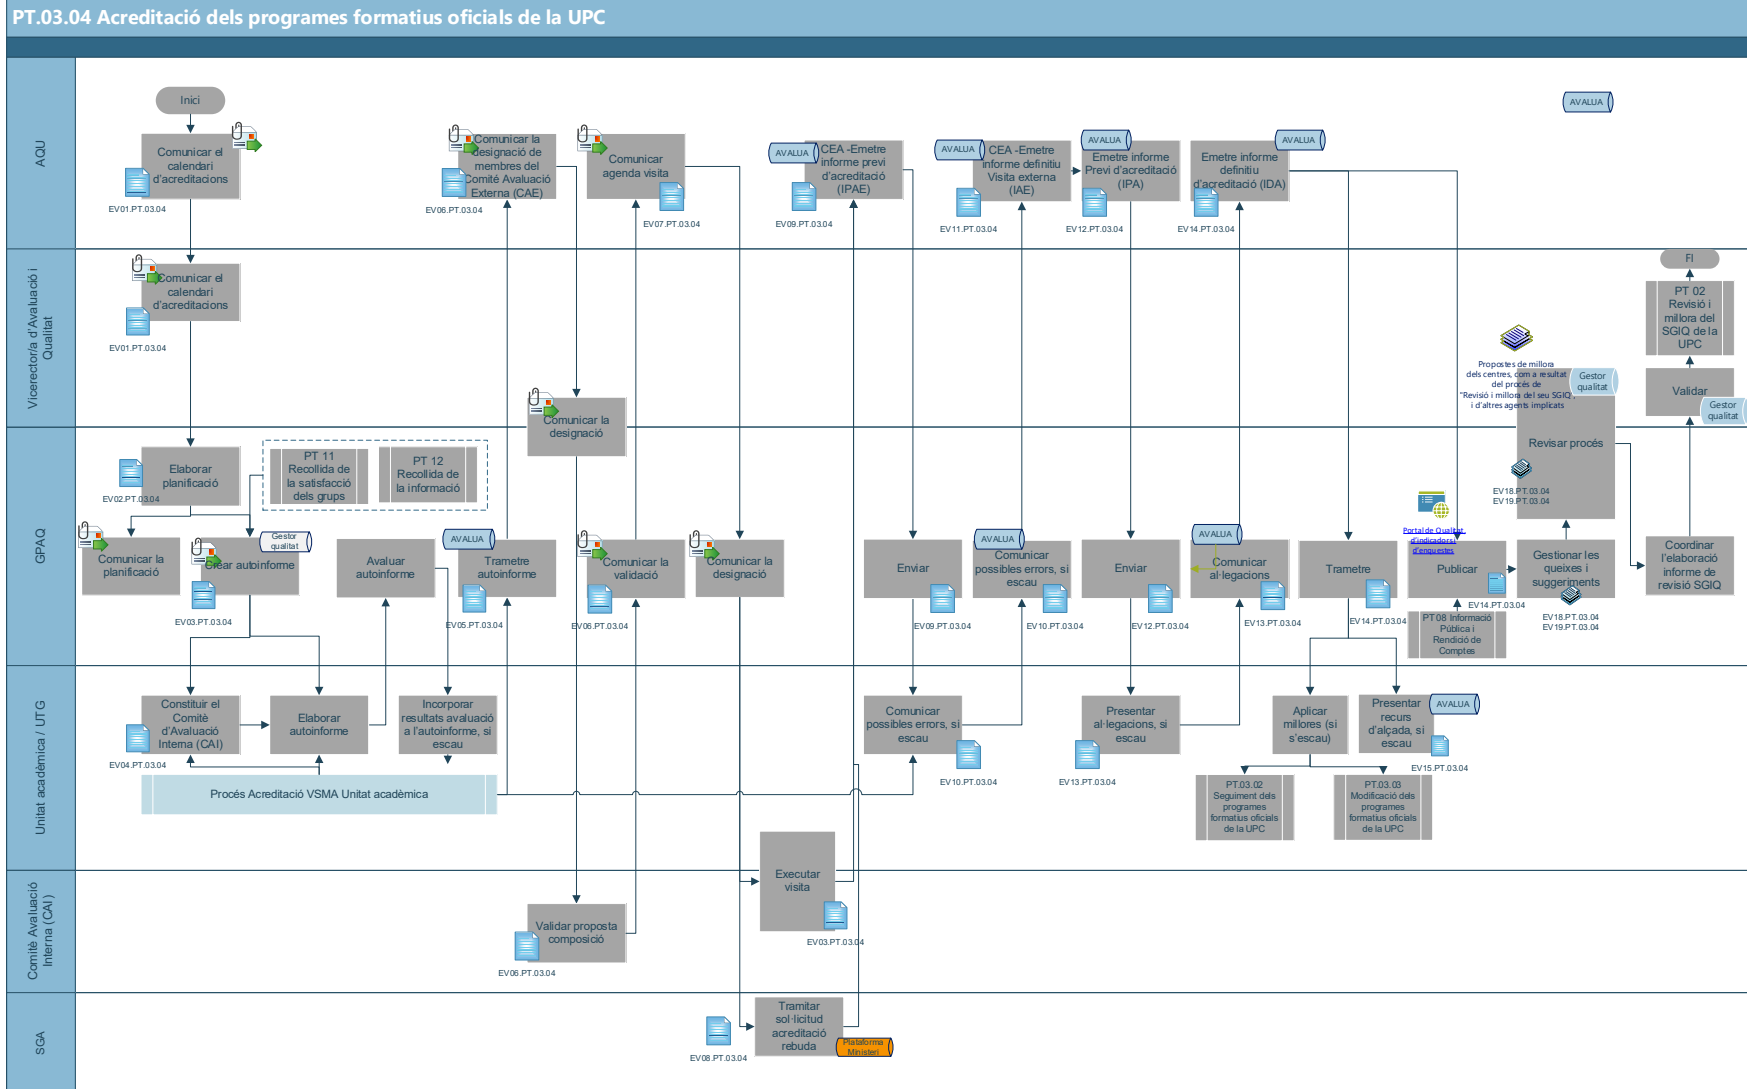 PT.03.04 Acreditació dels programes formatius oficials de la UPC
AQU
Inici
Comunicar el
calendari
d'acreditacions
EV01.PT.03.04
Comunicar la
designació de
membres del
Comité Avaluació
Externa (CAE)
EV06.PT.03.04
Comunicar
agenda visita
EV07.PT.03.04
AVALUA
CEA -Emetre
informe previ
d'acreditació
(IPAE)
EV09.PT.03.04
AVALUA
CEA -Emetre
informe definitiu
Visita externa
(IAE)
EV11.PT.03.04
AVALUA
Emetre informe
Previ d'acreditació
(IPA)
EV12.PT.03.04
AVALUA
Emetre informe
definitiu
d'acreditació (IDA)
EV14.PT.03.04
AVALUA
Vicerector/a d'Avaluació i
Qualitat
Comunicar el
calendari
d'acreditacions
EV01.PT.03.04
Comunicar la
designació
Propostes de millora
dels centres, com a resultat
del procés de
"Revisió i millora del seu SGIQ",
i d'altres agents implicats
Gestor
qualitat
Revisar procés
EV18.PT.03.04
EV19.PT.03.04
FI
PT 02
Revisió i
millora del
SGIQ de la
UPC
Validar
Gestor
qualitat
GPAQ
Elaborar
planificació
EV02.PT.03.04
PT 11
Recollida de
la satisfacció
dels grups
PT 12
Recollida de
la informació
Comunicar la
planificació
Gestor
qualitat
Crear autoinforme
EV03.PT.03.04
Avaluar
autoinforme
AVALUA
Trametre
autoinforme
EV05.PT.03.04
Comunicar la
validació
EV06.PT.03.04
Comunicar la
designació
Enviar
EV09.PT.03.04
AVALUA
Comunicar
possibles errors, si
escau
EV10.PT.03.04
Enviar
EV12.PT.03.04
AVALUA
Comunicar
al·legacions
EV13.PT.03.04
Trametre
EV14.PT.03.04
Portal de Qualitat,
d'indicadors i
d'enquestes
Publicar
EV14.PT.03.04
PT 08 Informació
Pública i
Rendició de
Comptes
Gestionar les
queixes i
suggeriments
EV18.PT.03.04
EV19.PT.03.04
Coordinar
l'elaboració
informe de
revisió SGIQ
Unitat acadèmica / UTG
Constituir el
Comitè
d'Avaluació
Interna (CAI)
EV04.PT.03.04
Elaborar
autoinforme
Incorporar
resultats avaluació
a l'autoinforme, si
escau
Procés Acreditació VSMA Unitat acadèmica
Comunicar
possibles errors, si
escau
EV10.PT.03.04
Presentar
al·legacions, si
escau
EV13.PT.03.04
Aplicar
millores (si
s'escau)
Presentar
recurs
d'alçada, si
escau
AVALUA
EV15.PT.03.04
PT.03.02
Seguiment dels
programes
formatius oficials
de la UPC
PT.03.03
Modificació dels
programes
formatius oficials
de la UPC
Comitè Avaluació
Interna (CAI)
Executar
visita
EV03.PT.03.04
Validar proposta
composició
EV06.PT.03.04
SGA
Tramitar
sol·licitud
acreditació
rebuda
Plataforma
Ministeri
EV08.PT.03.04